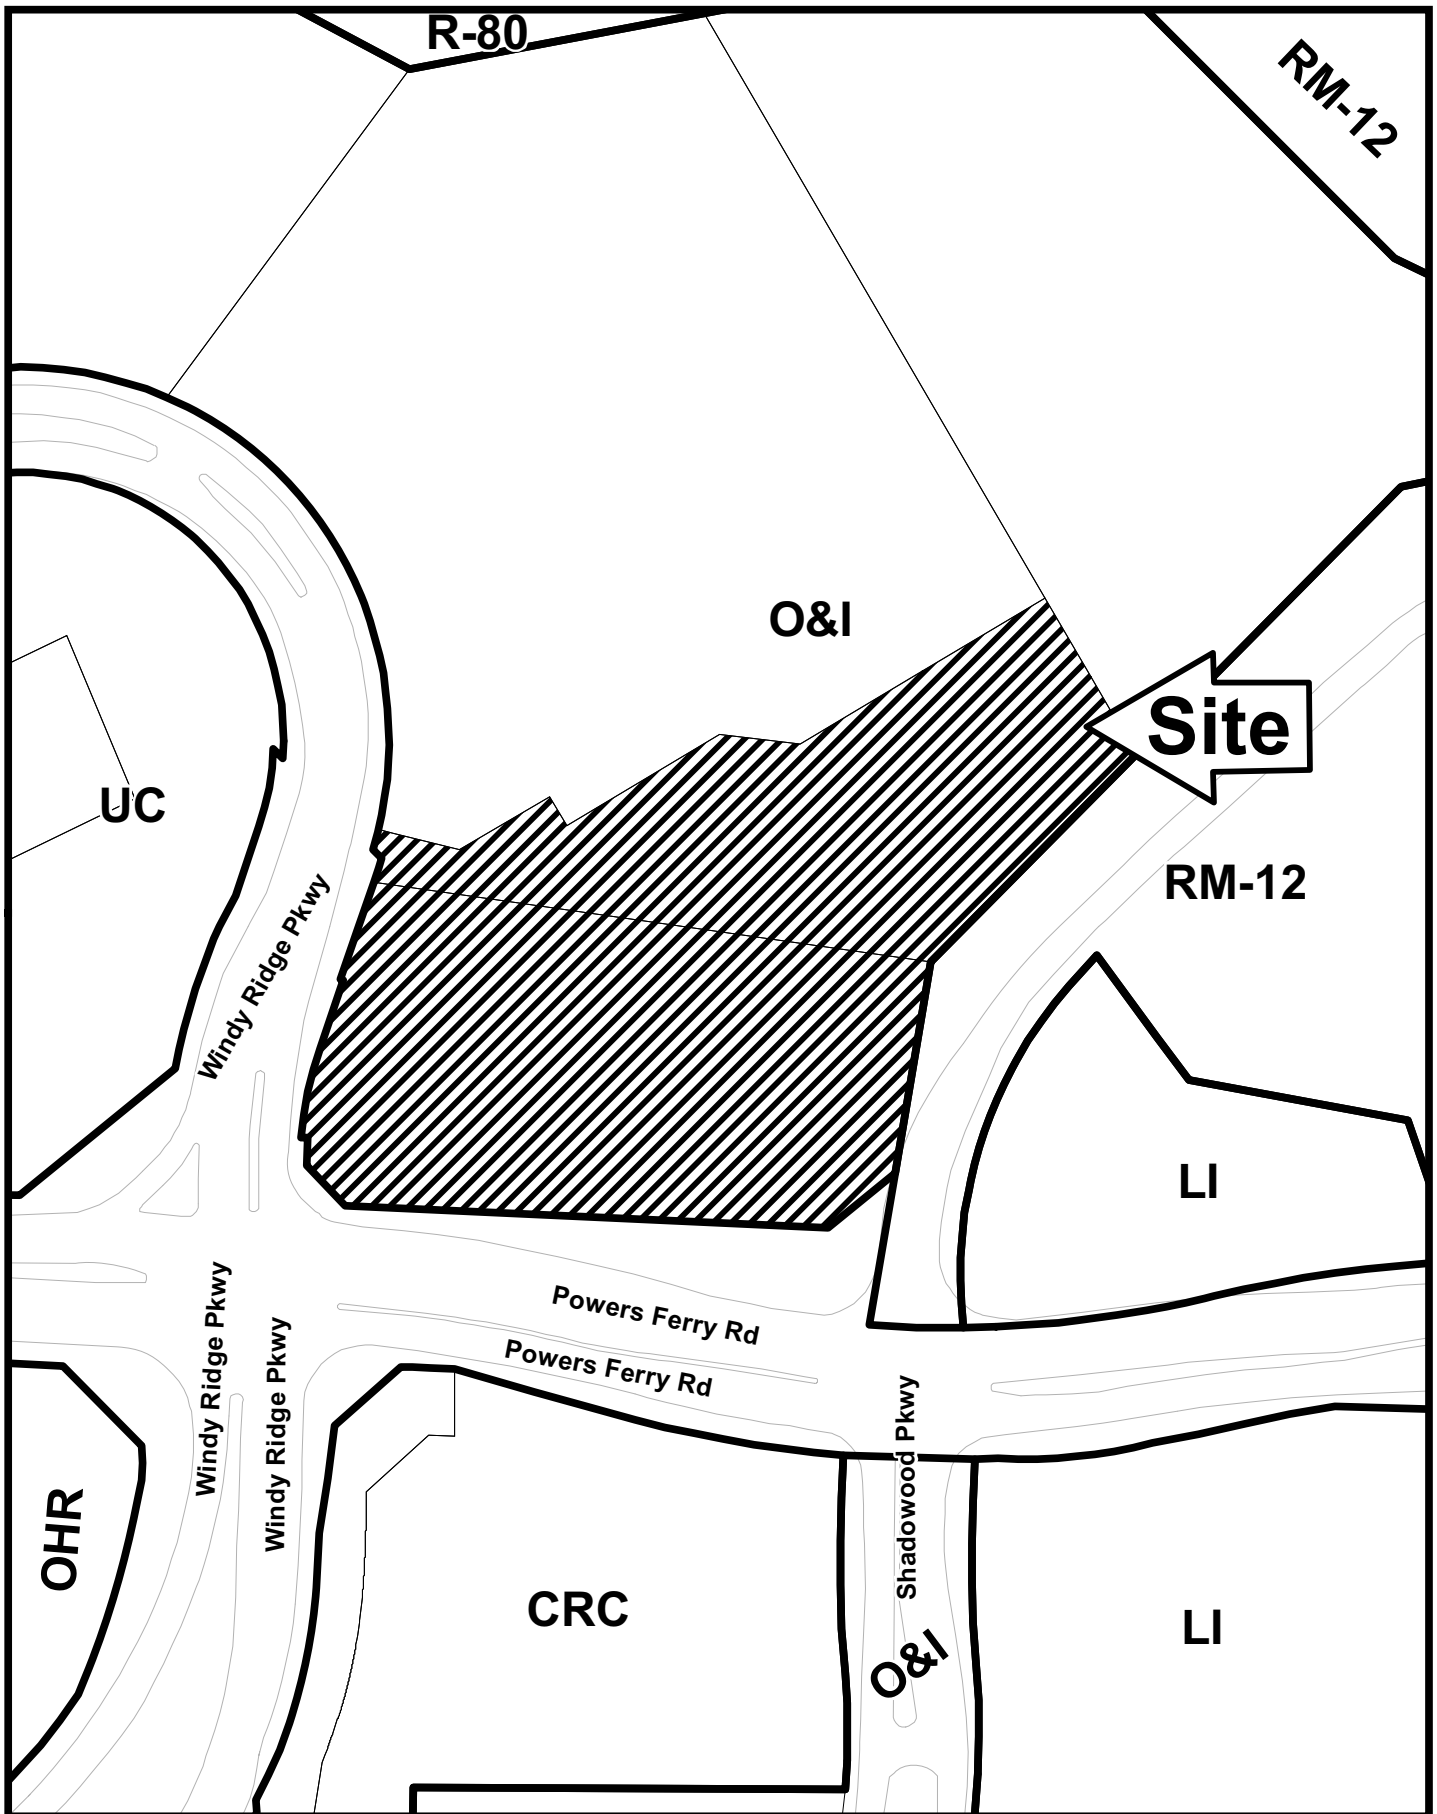 R-80
RM-12
O&I
Site
UC
RM-12
Windy Ridge Pkwy
LI
Powers Ferry Rd
Powers Ferry Rd
Windy Ridge Pkwy
Windy Ridge Pkwy
Shadowood Pkwy
OHR
CRC
O&I
LI